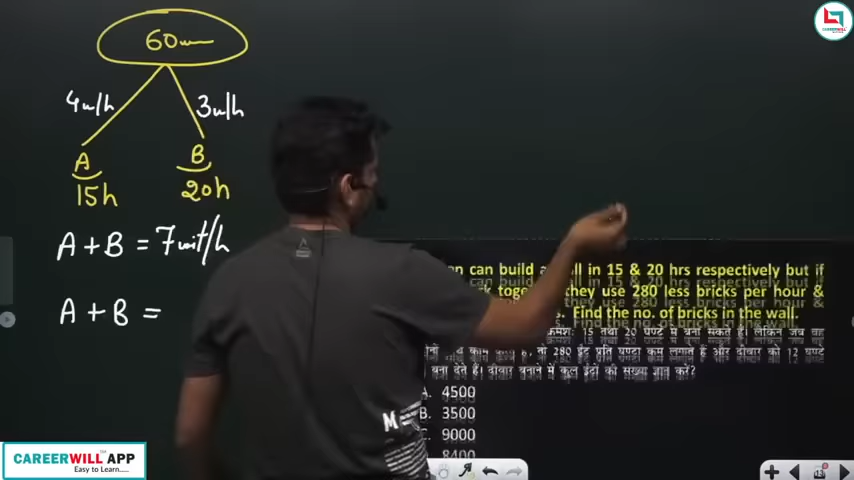 60
4u/h
3u/h
A
B
15h
20h
A + B = 7unit/h
A + B =
can build a wall in 15 & 20 hrs respectively but if
they use 280 less bricks per hour &
Find the no. of bricks in the wall.
15 तथा 20 घण्टे में बना सकते हैं। लेकिन जब वह
तो 280 ईंट प्रति घण्टा कम लगाते हैं और दीवार को 12 घण्टे
बना देते हैं। दीवार बनाने में कुल ईंटों की संख्या ज्ञात करें?
A. 4500
B. 3500
C. 9000
8400
CAREERWILL APP
Easy to Learn...
CAREERWILL